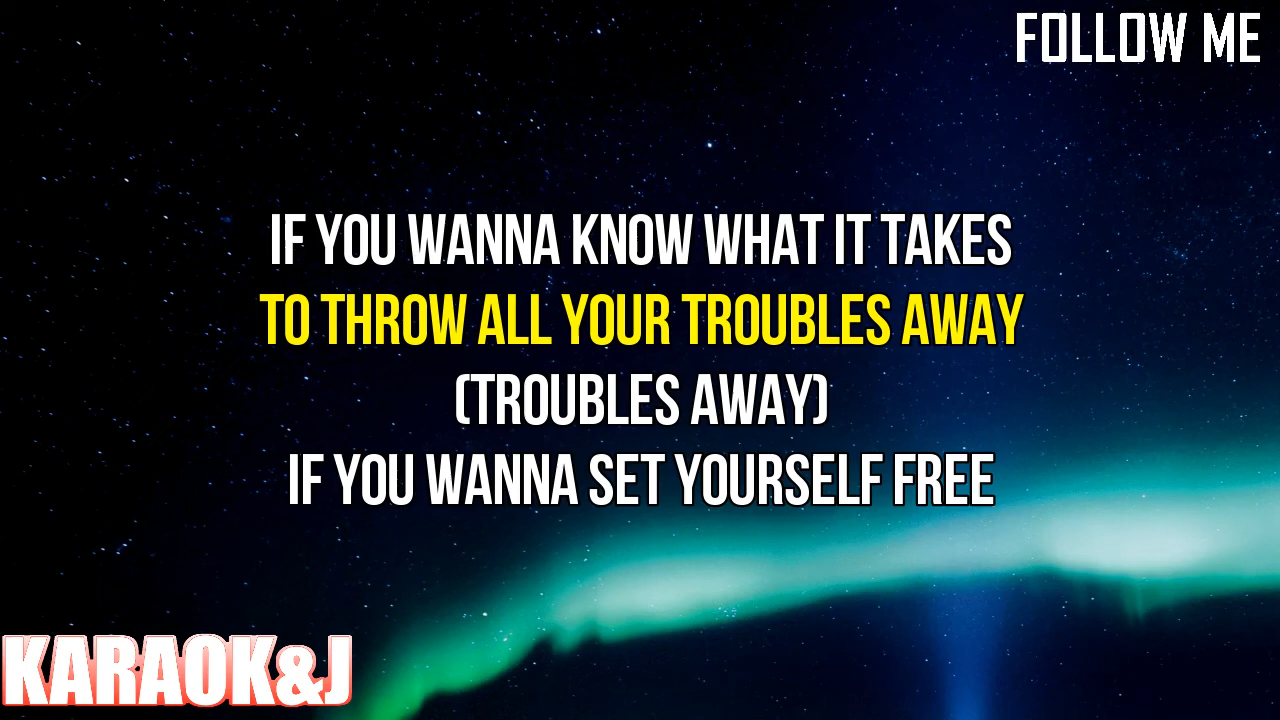 FOLLOW ME
IF YOU WANNA KNOW WHAT IT TAKES
TO THROW ALL YOUR TROUBLES AWAY
(TROUBLES AWAY)
IF YOU WANNA SET YOURSELF FREE
KARAOK&J